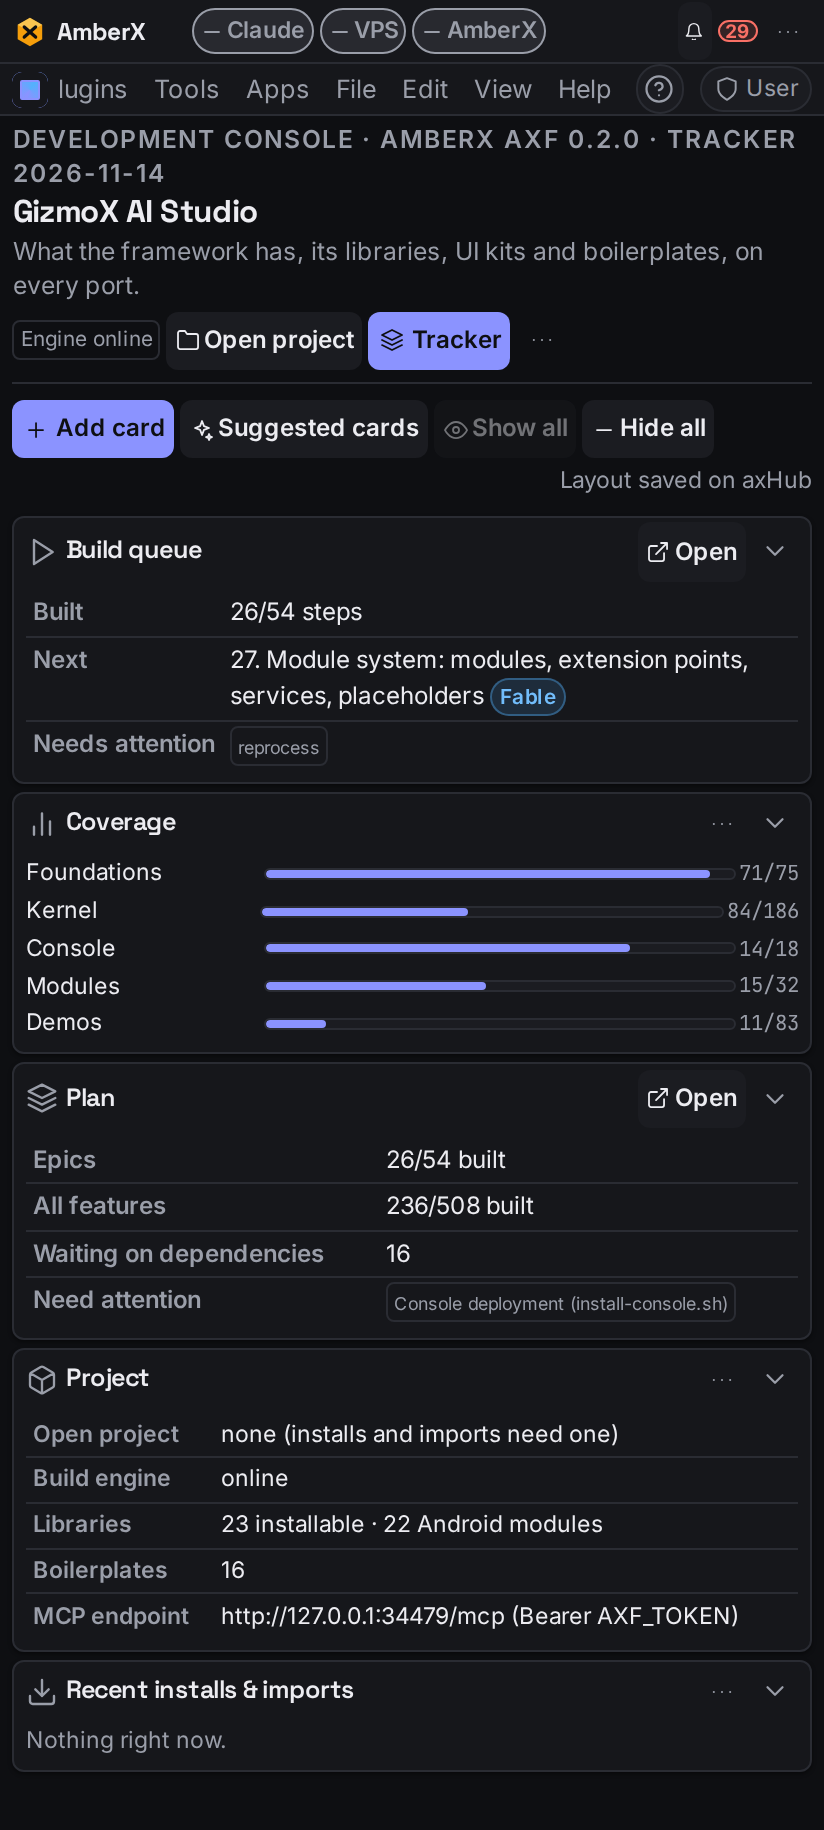 AmberX — Claude — VPS — AmberX 29 ...
lugins Tools Apps File Edit View Help User
DEVELOPMENT CONSOLE · AMBERX AXF 0.2.0 · TRACKER
2026-11-14
GizmoX AI Studio
What the framework has, its libraries, UI kits and boilerplates, on
every port.
Engine online Open project Tracker ...
+ Add card Suggested cards Show all — Hide all
Layout saved on axHub
Build queue Open
Built 26/54 steps
Next 27. Module system: modules, extension points,
services, placeholders Fable
Needs attention reprocess
Coverage ...
Foundations 71/75
Kernel 84/186
Console 14/18
Modules 15/32
Demos 11/83
Plan Open
Epics 26/54 built
All features 236/508 built
Waiting on dependencies 16
Need attention Console deployment (install-console.sh)
Project ...
Open project none (installs and imports need one)
Build engine online
Libraries 23 installable · 22 Android modules
Boilerplates 16
MCP endpoint http://127.0.0.1:34479/mcp (Bearer AXF_TOKEN)
Recent installs & imports ...
Nothing right now.